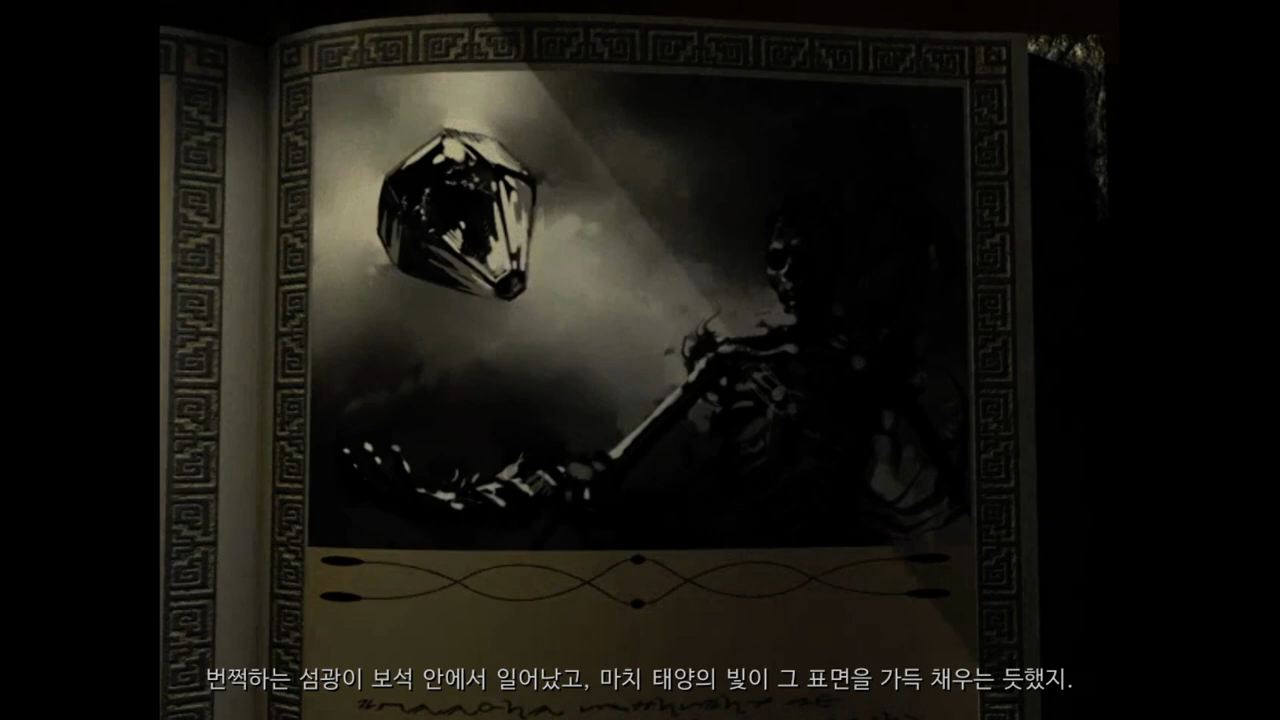 번쩍하는 섬광이 보석 안에서 일어났고, 마치 태양의 빛이 그 표면을 가득 채우는 듯했지.